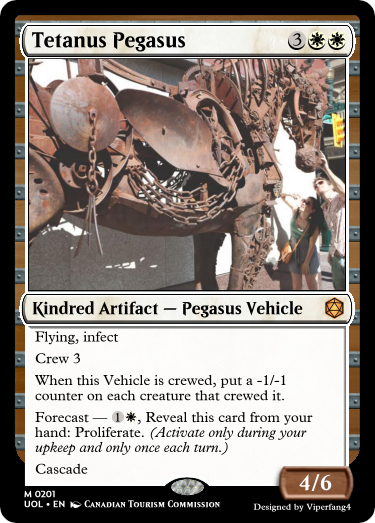 Tetanus Pegasus 3
Kindred Artifact — Pegasus Vehicle
Flying, infect
Crew 3
When this Vehicle is crewed, put a -1/-1
counter on each creature that crewed it.
Forecast — 1, Reveal this card from your
hand: Proliferate. (Activate only during your
upkeep and only once each turn.)
Cascade
4/6
M 0201
UOL • EN Canadian Tourism Commission
Designed by Viperfang4